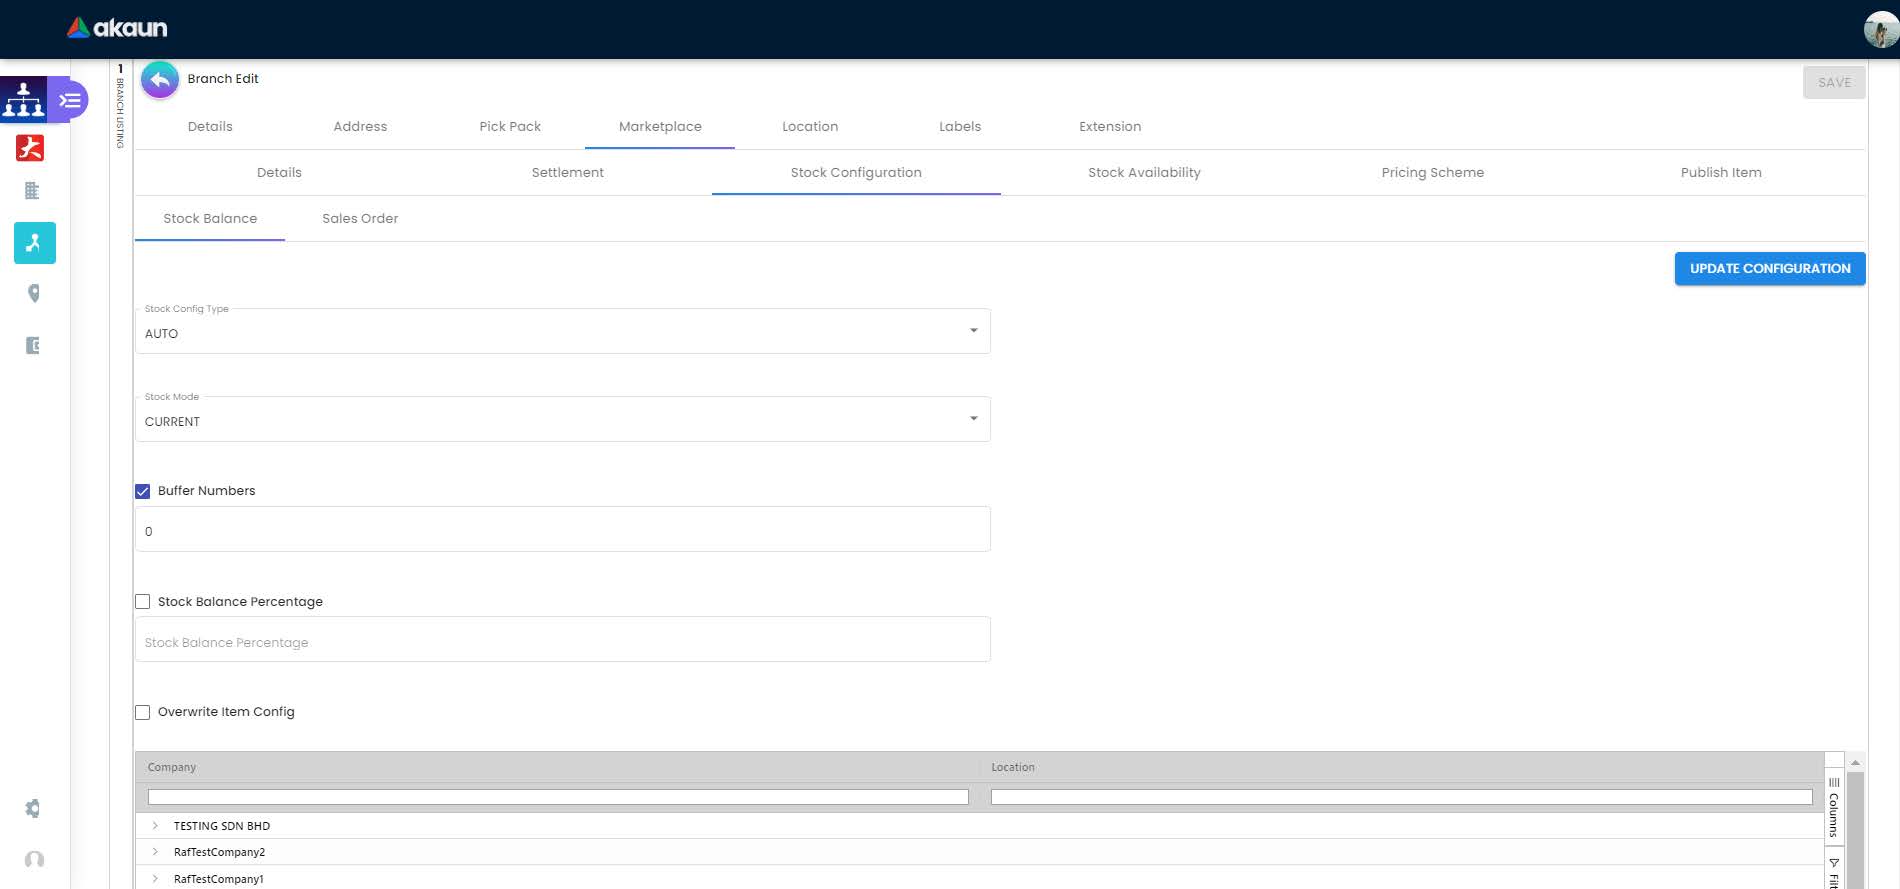 akaun
1 BRANCH LISTING
Branch Edit
SAVE
Details Address Pick Pack Marketplace Location Labels Extension
Details Settlement Stock Configuration Stock Availability Pricing Scheme Publish Item
Stock Balance Sales Order
UPDATE CONFIGURATION
Stock Config Type
AUTO
Stock Mode
CURRENT
Buffer Numbers
0
Stock Balance Percentage
Stock Balance Percentage
Overwrite Item Config
Company Location
Columns
TESTING SDN BHD
RafTestCompany2
RafTestCompany1